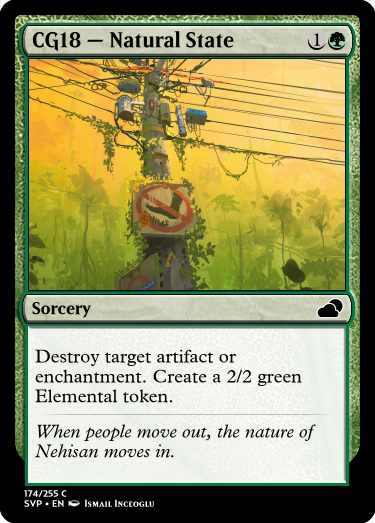 CG18 — Natural State 1
Sorcery
Destroy target artifact or
enchantment. Create a 2/2 green
Elemental token.
When people move out, the nature of
Nehisan moves in.
174/255 C
SVP • EN Ismail Inceoglu